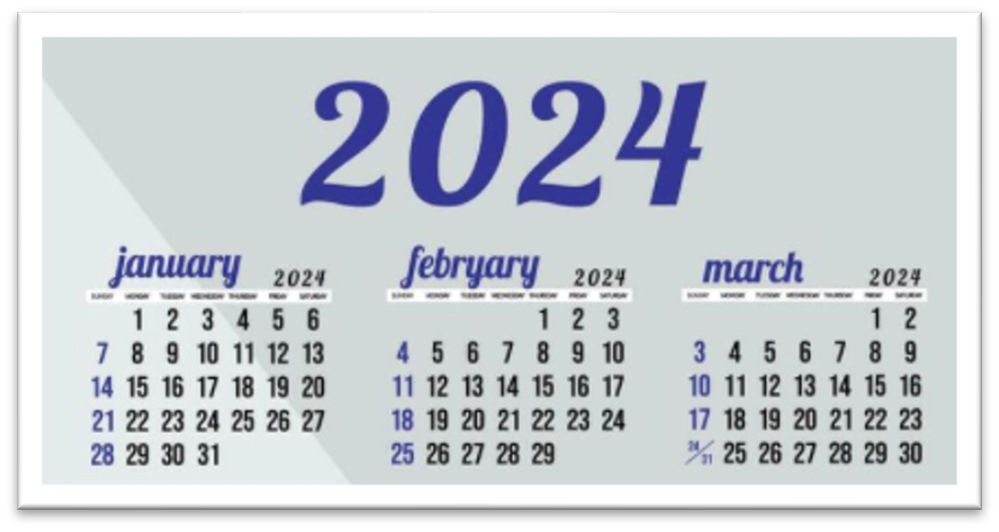 2024
january 2024
SUNDAY MONDAY TUESDAY WEDNESDAY THURSDAY FRIDAY SATURDAY
1 2 3 4 5 6
7 8 9 10 11 12 13
14 15 16 17 18 19 20
21 22 23 24 25 26 27
28 29 30 31
febryary 2024
SUNDAY MONDAY TUESDAY WEDNESDAY THURSDAY FRIDAY SATURDAY
1 2 3
4 5 6 7 8 9 10
11 12 13 14 15 16 17
18 19 20 21 22 23 24
25 26 27 28 29
march 2024
SUNDAY MONDAY TUESDAY WEDNESDAY THURSDAY FRIDAY SATURDAY
1 2
3 4 5 6 7 8 9
10 11 12 13 14 15 16
17 18 19 20 21 22 23
24/31 25 26 27 28 29 30